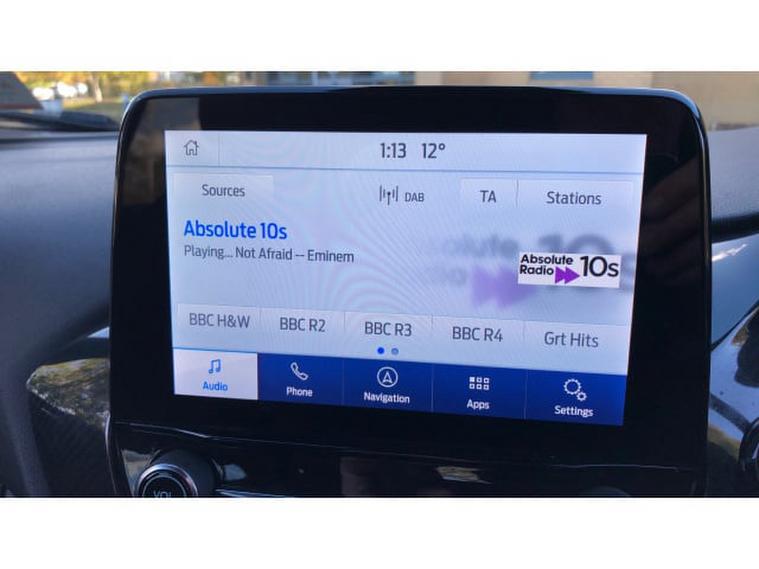 1:13 12°
Sources DAB TA Stations
Absolute 10s
Playing... Not Afraid -- Eminem
Absolute
Radio 10s
BBC H&W BBC R2 BBC R3 BBC R4 Grt Hits
Audio Phone Navigation Apps Settings
VOL